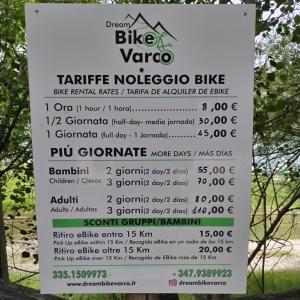 Dream
Bike
Varco
TARIFFE NOLEGGIO BIKE
BIKE RENTAL RATES / TARIFA DE ALQUILER DE EBIKE
1 Ora (1 hour / 1 hora) 8,00 €
1/2 Giornata (half-day- media jornada) 30,00 €
1 Giornata (full day - 1 Jornada) 45,00 €
PIÚ GIORNATE MORE DAYS / MÁS DÍAS
Bambini 2 giorni (2 day/2 días) 55,00 €
Children / Chicos 3 giorni (3 day/3 días) 70,00 €
Adulti 2 giorni (2 day/2 días) 80,00 €
Adults / Adultos 3 giorni (3 day/3 días) 110,00 €
SCONTI GRUPPI/BAMBINI
Ritiro eBike entro 15 Km 15,00 €
Pick Up eBike within 15 Km / Recogida eBike en un radio de los 15 km
Ritiro eBike oltre 15 Km 20,00 €
Pick Up eBike over 15 Km / Recogida de EBike más de 15 Km
335.1509973 - 347.9389923
www.dreambikevarco.it dreambikevarco